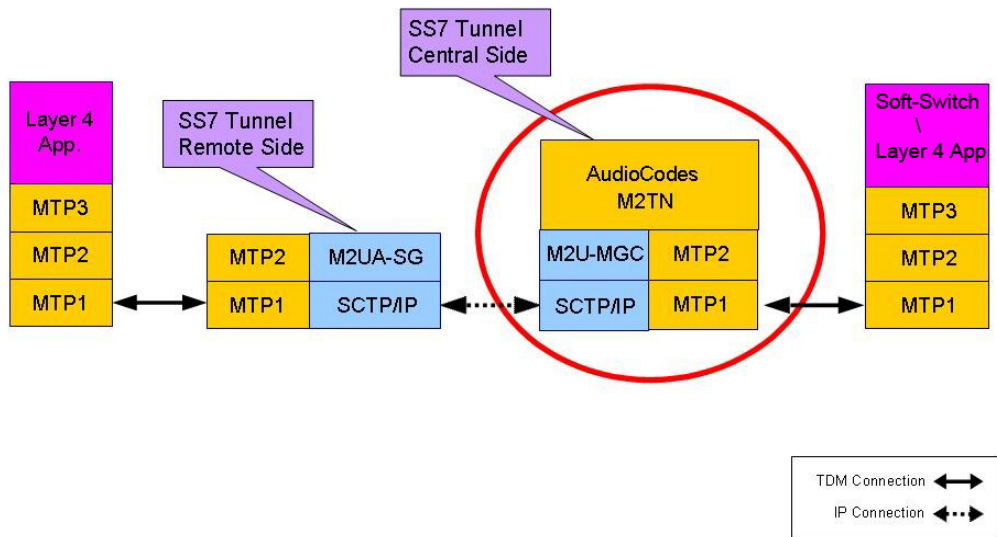 SS7 Tunnel
Central Side
SS7 Tunnel
Remote Side
Layer 4
App.
MTP3
MTP2
MTP1
MTP2
M2UA-SG
MTP1
SCTP/IP
AudioCodes
M2TN
M2U-MGC
MTP2
SCTP/IP
MTP1
Soft-Switch
\
Layer 4 App
MTP3
MTP2
MTP1
TDM Connection
IP Connection